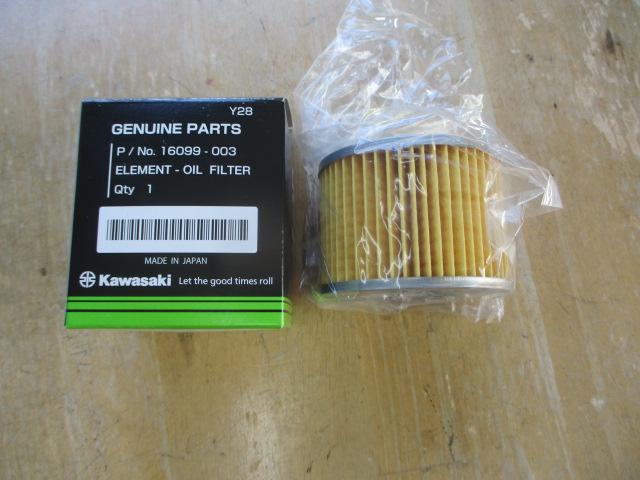 Y28
GENUINE PARTS
P / No. 16099 - 003
ELEMENT - OIL FILTER
Qty 1
MADE IN JAPAN
Kawasaki Let the good times roll